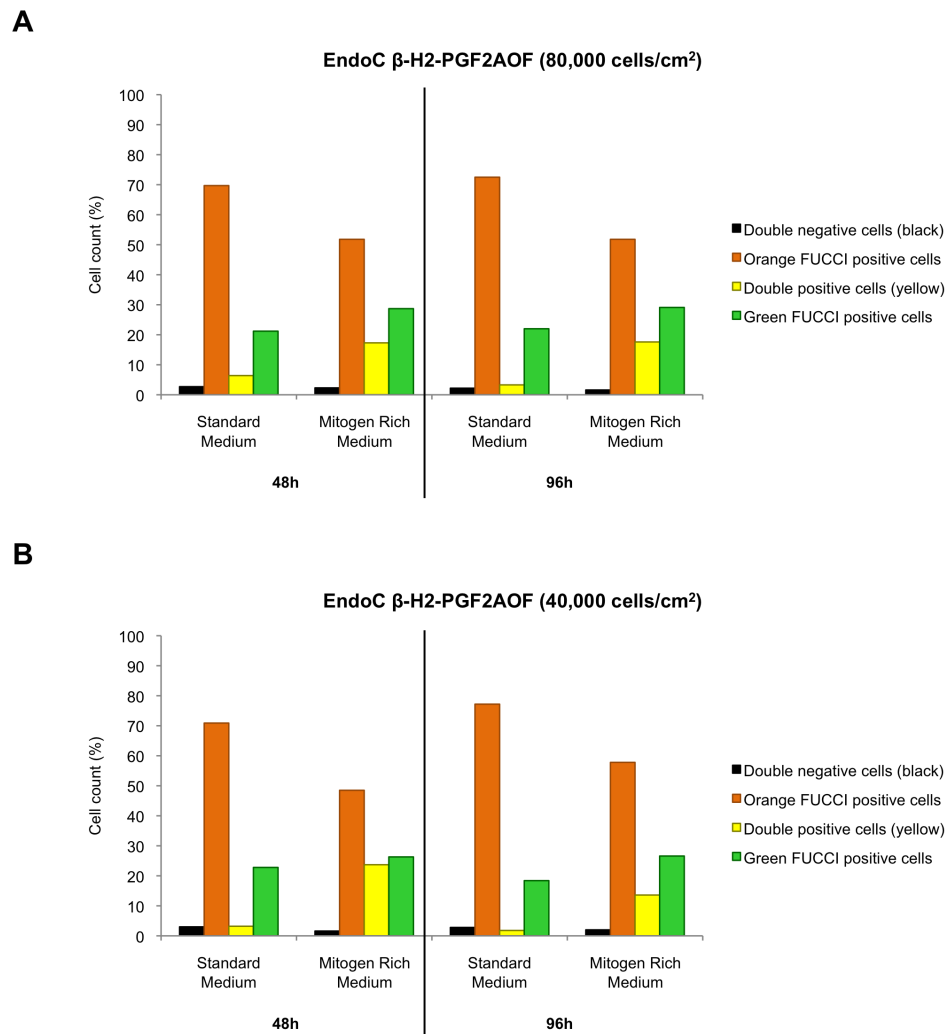 A
EndoC β-H2-PGF2AOF (80,000 cells/cm²)
100
90
80
70
60
50
40
30
20
10
0
Cell count (%)
Double negative cells (black)
Orange FUCCI positive cells
Double positive cells (yellow)
Green FUCCI positive cells
Standard
Medium
Mitogen Rich
Medium
Standard
Medium
Mitogen Rich
Medium
48h
96h
B
EndoC β-H2-PGF2AOF (40,000 cells/cm²)
100
90
80
70
60
50
40
30
20
10
0
Cell count (%)
Double negative cells (black)
Orange FUCCI positive cells
Double positive cells (yellow)
Green FUCCI positive cells
Standard
Medium
Mitogen Rich
Medium
Standard
Medium
Mitogen Rich
Medium
48h
96h